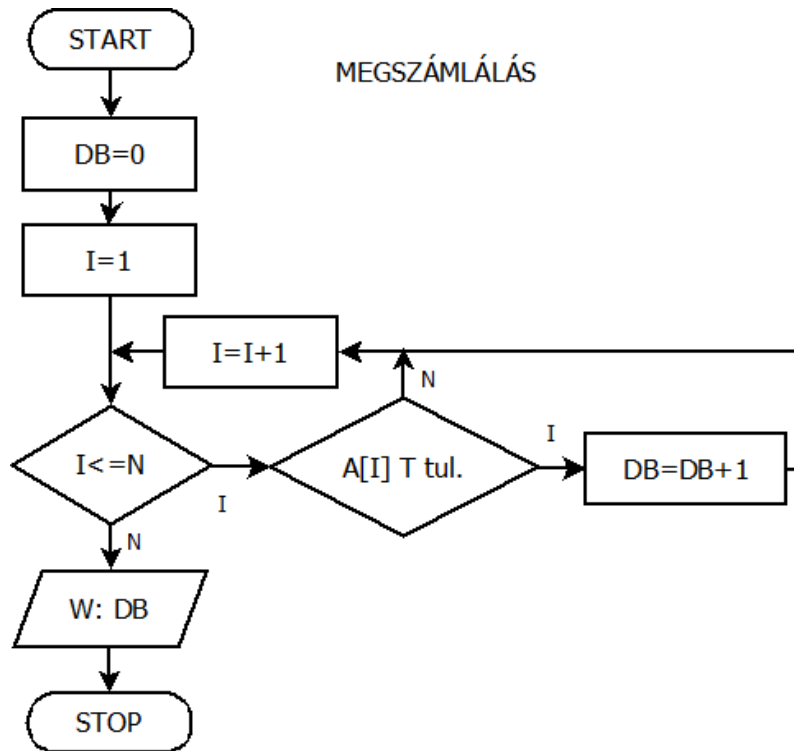 START
MEGSZÁMLÁLÁS
DB=0
I=1
I=I+1
N
I<=N
I
A[I] T tul.
I
DB=DB+1
N
W: DB
STOP